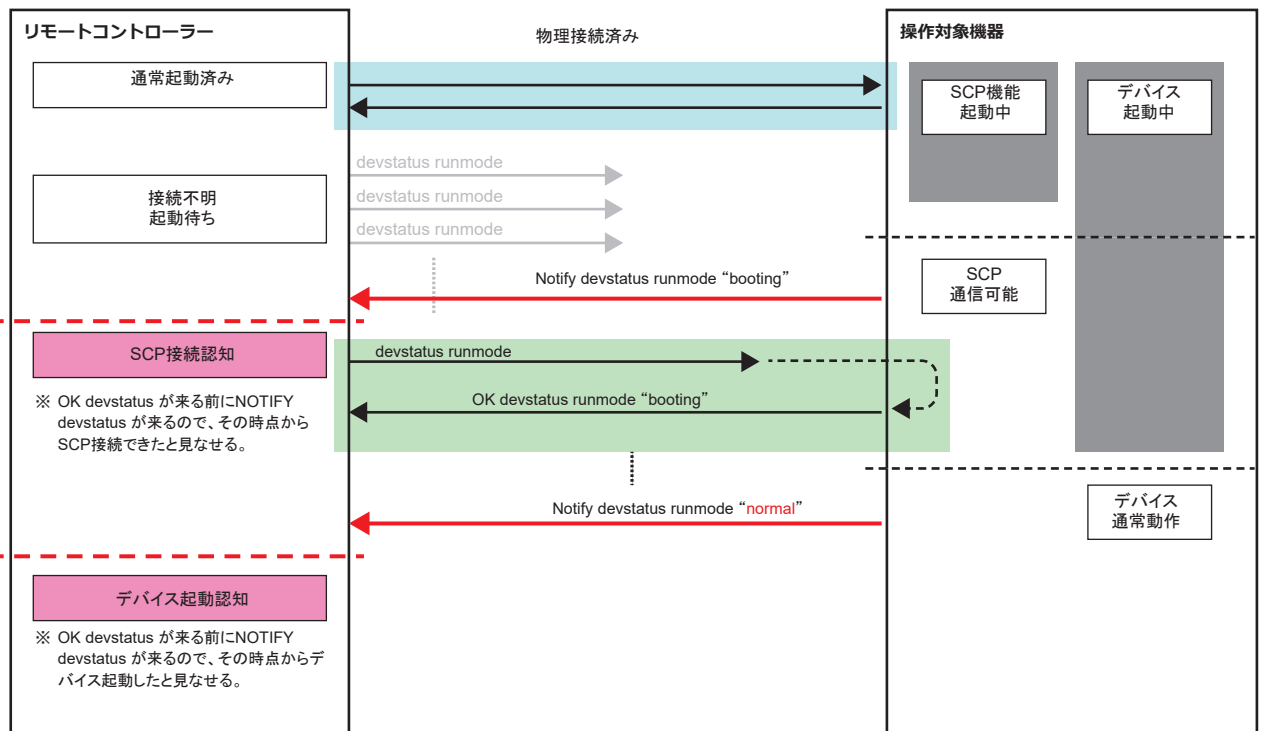 リモートコントローラー
物理接続済み
操作対象機器
通常起動済み
SCP機能
起動中
デバイス
起動中
devstatus runmode
devstatus runmode
devstatus runmode
接続不明
起動待ち
Notify devstatus runmode “booting”
SCP
通信可能
SCP接続認知
devstatus runmode
OK devstatus runmode “booting”
※ OK devstatus が来る前にNOTIFY
devstatus が来るので、その時点から
SCP接続できたと見なせる。
Notify devstatus runmode “normal”
デバイス
通常動作
デバイス起動認知
※ OK devstatus が来る前にNOTIFY
devstatus が来るので、その時点からデ
バイス起動したと見なせる。